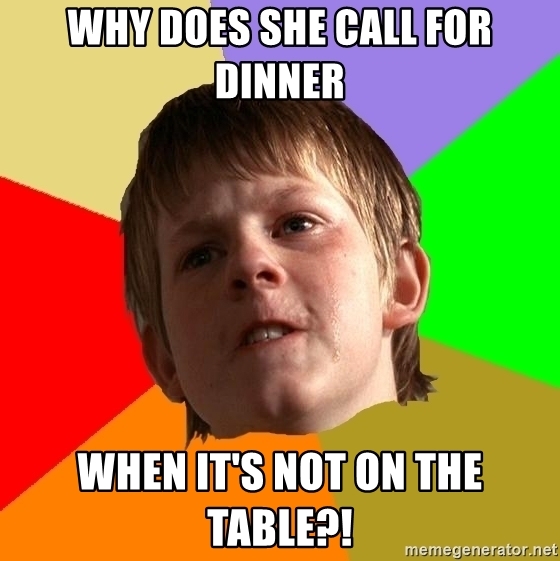 WHY DOES SHE CALL FOR
DINNER
WHEN IT'S NOT ON THE
TABLE?!
memegenerator.net